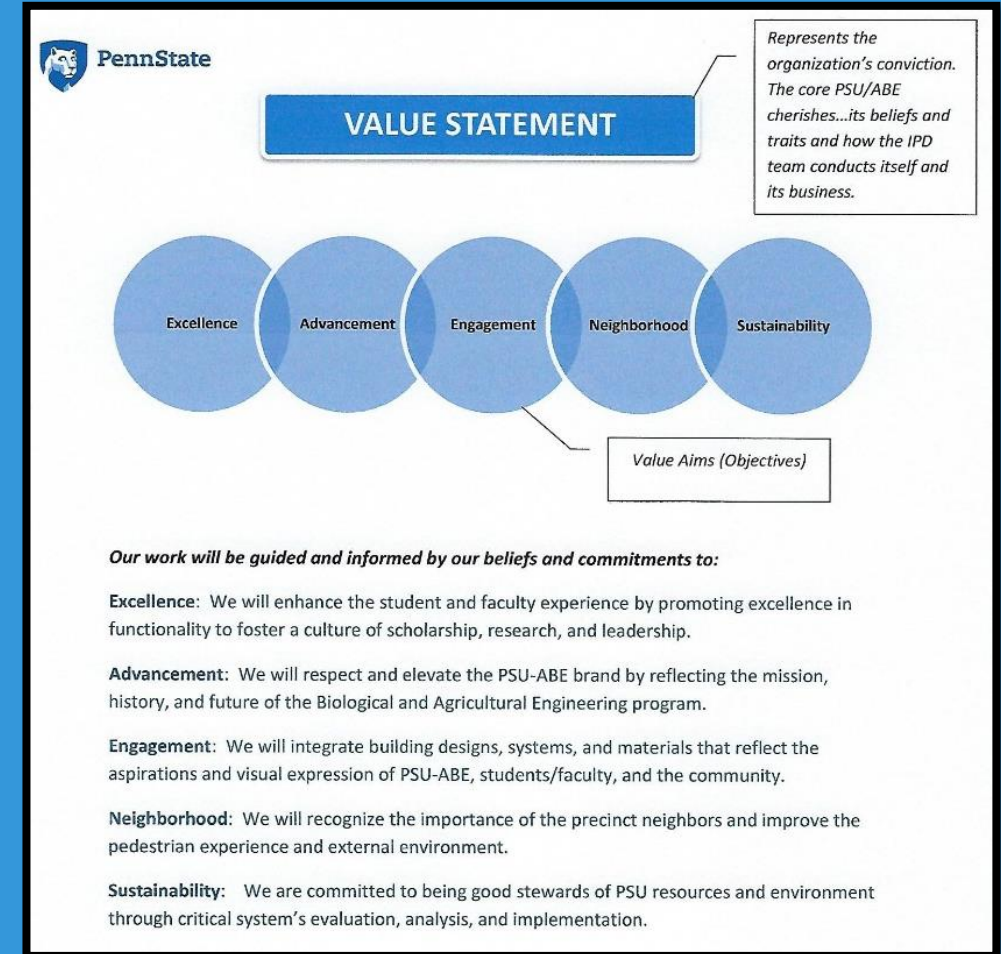 PennState
Represents the
organization's conviction.
The core PSU/ABE
cherishes...its beliefs and
traits and how the IPD
team conducts itself and
its business.
VALUE STATEMENT
Excellence
Advancement
Engagement
Neighborhood
Sustainability
Value Aims (Objectives)
Our work will be guided and informed by our beliefs and commitments to:
Excellence: We will enhance the student and faculty experience by promoting excellence in
functionality to foster a culture of scholarship, research, and leadership.
Advancement: We will respect and elevate the PSU-ABE brand by reflecting the mission,
history, and future of the Biological and Agricultural Engineering program.
Engagement: We will integrate building designs, systems, and materials that reflect the
aspirations and visual expression of PSU-ABE, students/faculty, and the community.
Neighborhood: We will recognize the importance of the precinct neighbors and improve the
pedestrian experience and external environment.
Sustainability: We are committed to being good stewards of PSU resources and environment
through critical system's evaluation, analysis, and implementation.